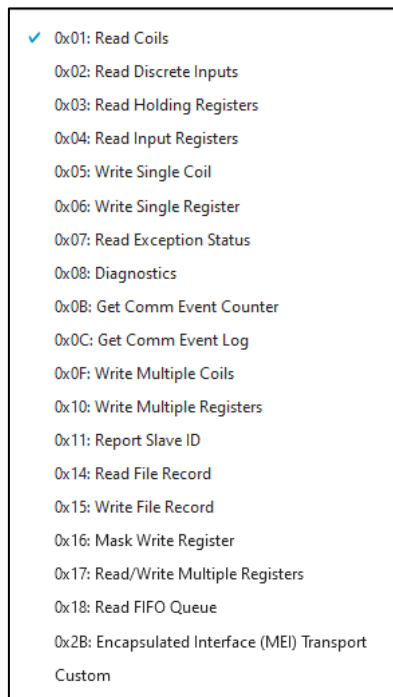 0x01: Read Coils
0x02: Read Discrete Inputs
0x03: Read Holding Registers
0x04: Read Input Registers
0x05: Write Single Coil
0x06: Write Single Register
0x07: Read Exception Status
0x08: Diagnostics
0x0B: Get Comm Event Counter
0x0C: Get Comm Event Log
0x0F: Write Multiple Coils
0x10: Write Multiple Registers
0x11: Report Slave ID
0x14: Read File Record
0x15: Write File Record
0x16: Mask Write Register
0x17: Read/Write Multiple Registers
0x18: Read FIFO Queue
0x2B: Encapsulated Interface (MEI) Transport
Custom